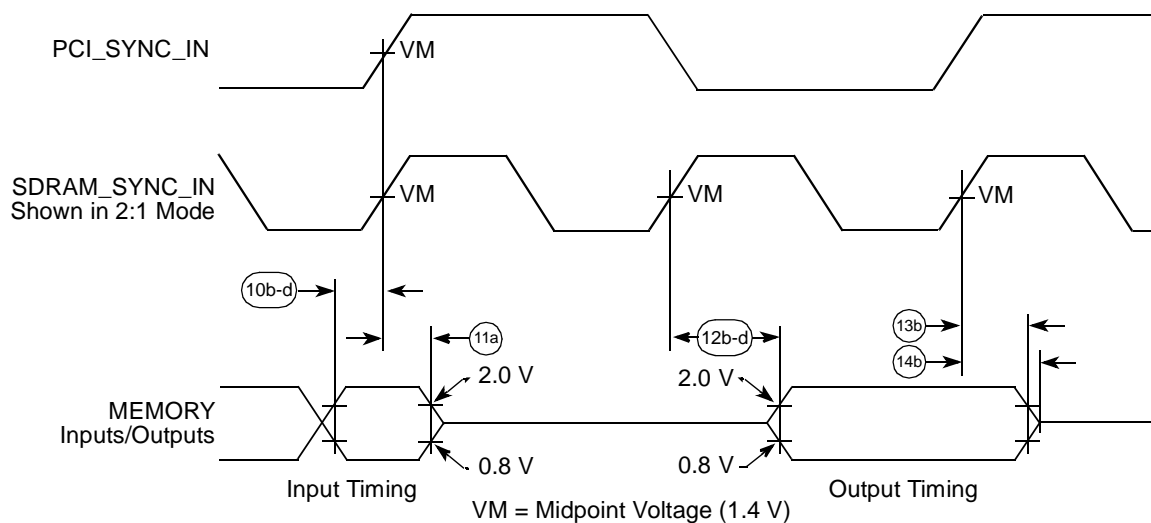 PCI_SYNC_IN
VM
SDRAM_SYNC_IN
Shown in 2:1 Mode
VM
VM
VM
10b-d
11a
12b-d
13b
14b
2.0 V
2.0 V
MEMORY
Inputs/Outputs
0.8 V
0.8 V
Input Timing
Output Timing
VM = Midpoint Voltage (1.4 V)